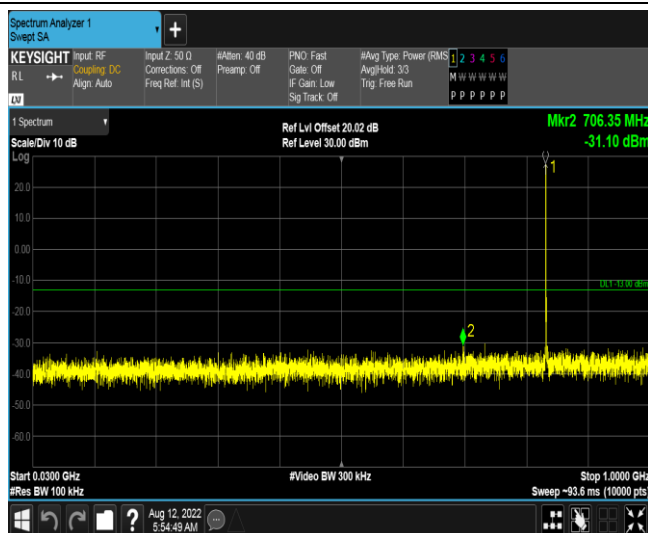 Spectrum Analyzer 1
Swept SA
+
KEYSIGHT
RL
LXI
Input: RF
Coupling: DC
Align: Auto
Input Z: 50 Ω
Corrections: Off
Freq Ref: Int (S)
#Atten: 40 dB
Preamp: Off
PNO: Fast
Gate: Off
IF Gain: Low
Sig Track: Off
#Avg Type: Power (RMS
Avg|Hold: 3/3
Trig: Free Run
1 2 3 4 5 6
M W W W W W
P P P P P P
1 Spectrum
Scale/Div 10 dB
Log
Ref Lvl Offset 20.02 dB
Ref Level 30.00 dBm
Mkr2 706.35 MHz
-31.10 dBm
1
20.0
10.0
0.00
-10.0
DL1 -13.00 dBm
-20.0
2
-30.0
-40.0
-50.0
-60.0
Start 0.0300 GHz
#Res BW 100 kHz
#Video BW 300 kHz
Stop 1.0000 GHz
Sweep ~93.6 ms (10000 pts)
?
Aug 12, 2022
5:54:49 AM